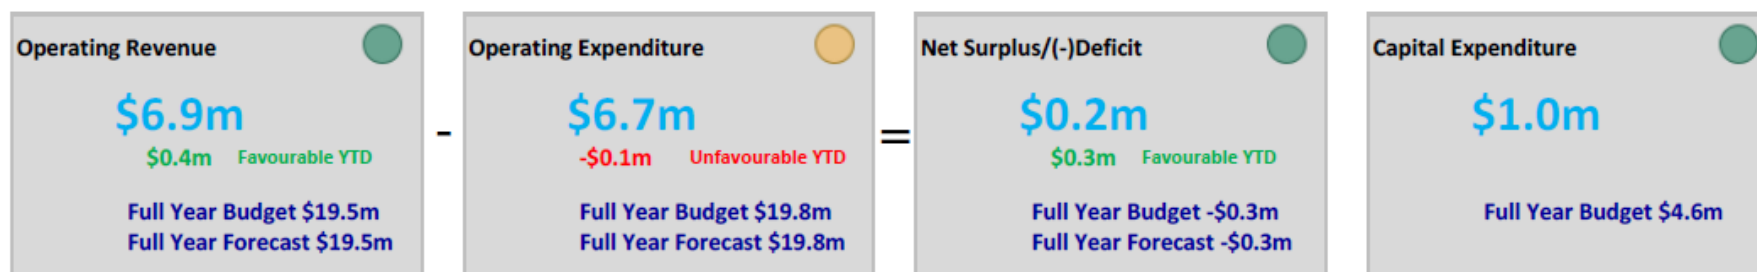 Operating Revenue
$6.9m
$0.4m Favourable YTD
Full Year Budget $19.5m
Full Year Forecast $19.5m
-
Operating Expenditure
$6.7m
-$0.1m Unfavourable YTD
Full Year Budget $19.8m
Full Year Forecast $19.8m
=
Net Surplus/(-)Deficit
$0.2m
$0.3m Favourable YTD
Full Year Budget -$0.3m
Full Year Forecast -$0.3m
Capital Expenditure
$1.0m
Full Year Budget $4.6m